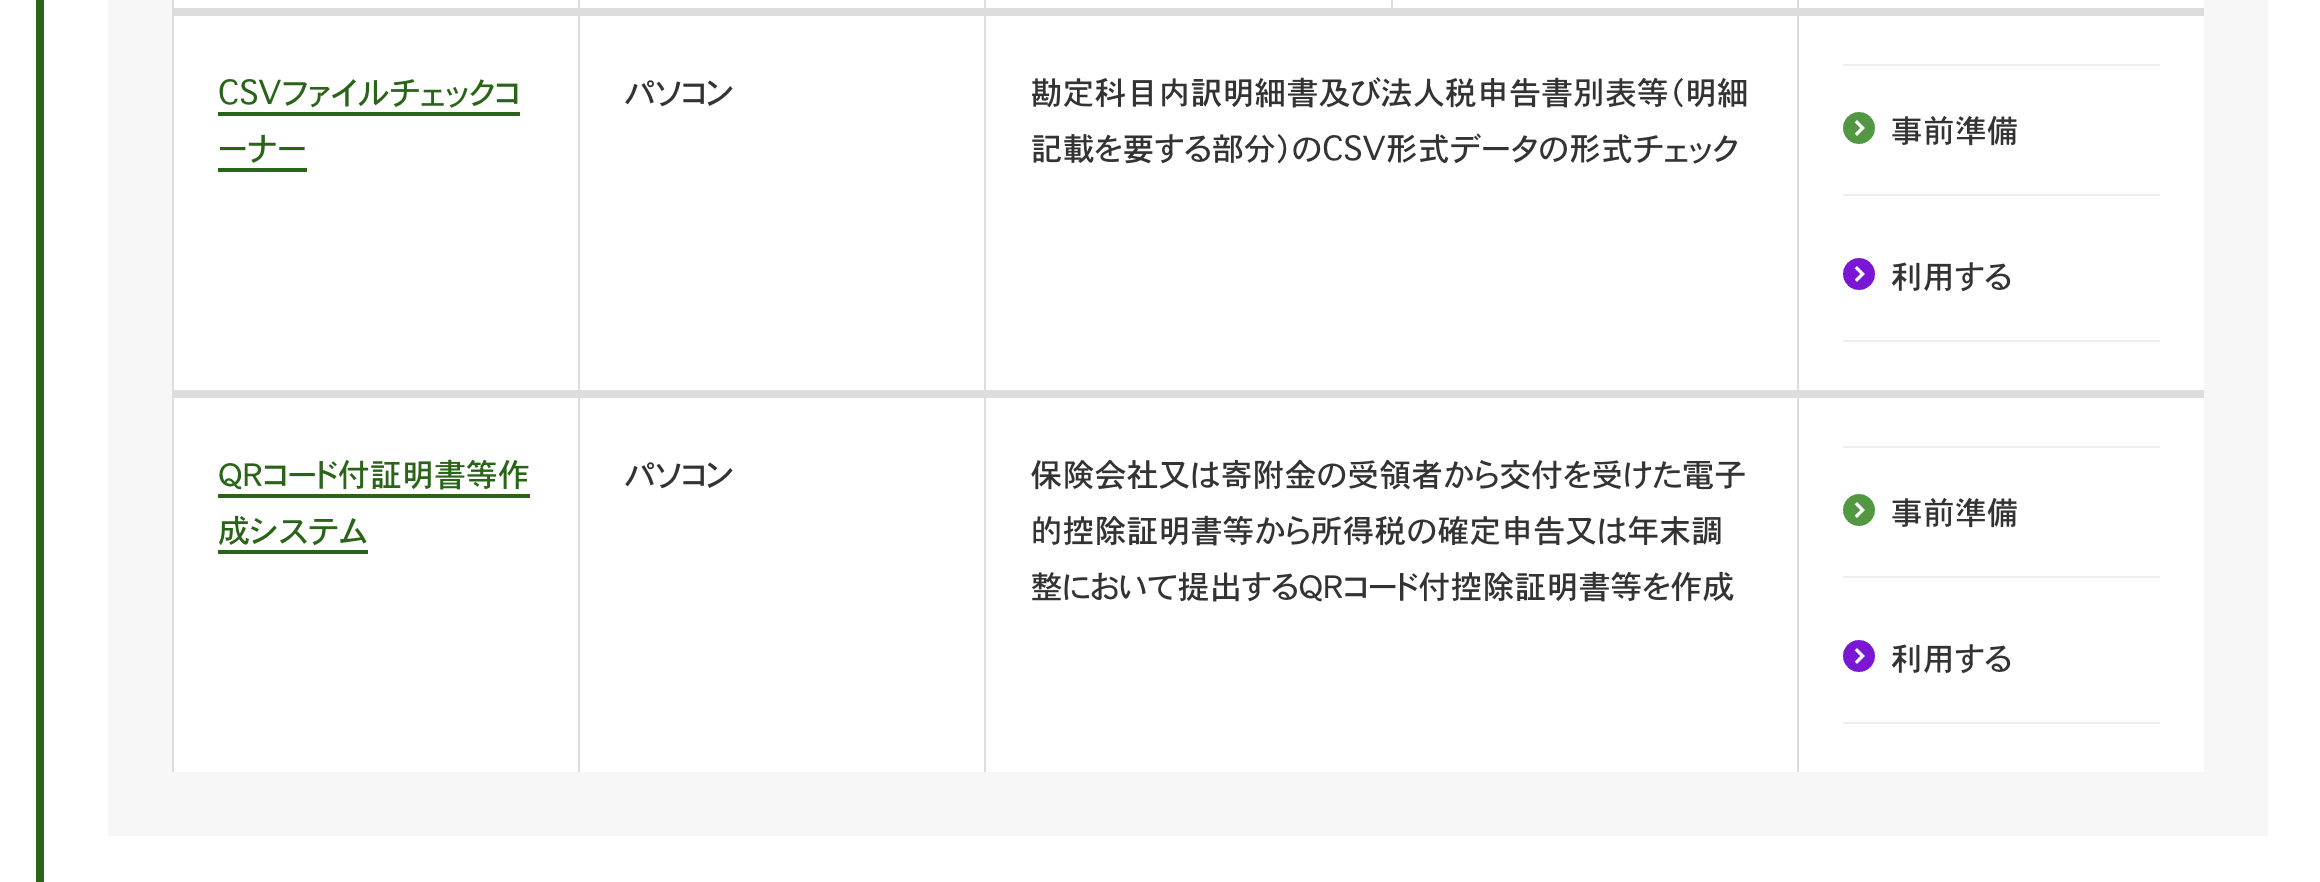 CSVファイルチェックコ
ーナー
パソコン
勘定科目内訳明細書及び法人税申告書別表等（明細
記載を要する部分）のCSV形式データの形式チェック
事前準備
利用する
QRコード付証明書等作
成システム
パソコン
保険会社又は寄附金の受領者から交付を受けた電子
的控除証明書等から所得税の確定申告又は年末調
整において提出するQRコード付控除証明書等を作成
事前準備
利用する